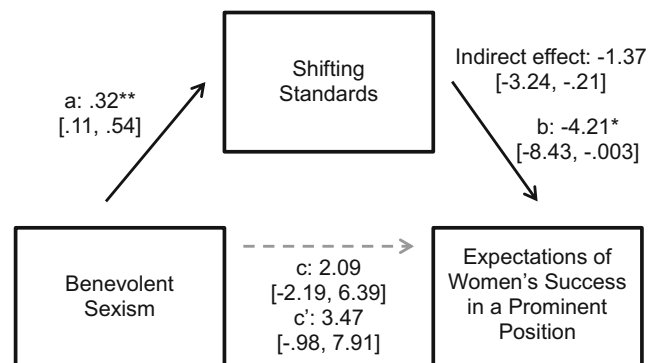 Shifting
Standards
Indirect effect: -1.37
[-3.24, -.21]
a: .32**
[.11, .54]
b: -4.21*
[-8.43, -.003]
Benevolent
Sexism
c: 2.09
[-2.19, 6.39]
c’: 3.47
[-.98, 7.91]
Expectations of
Women’s Success
in a Prominent
Position